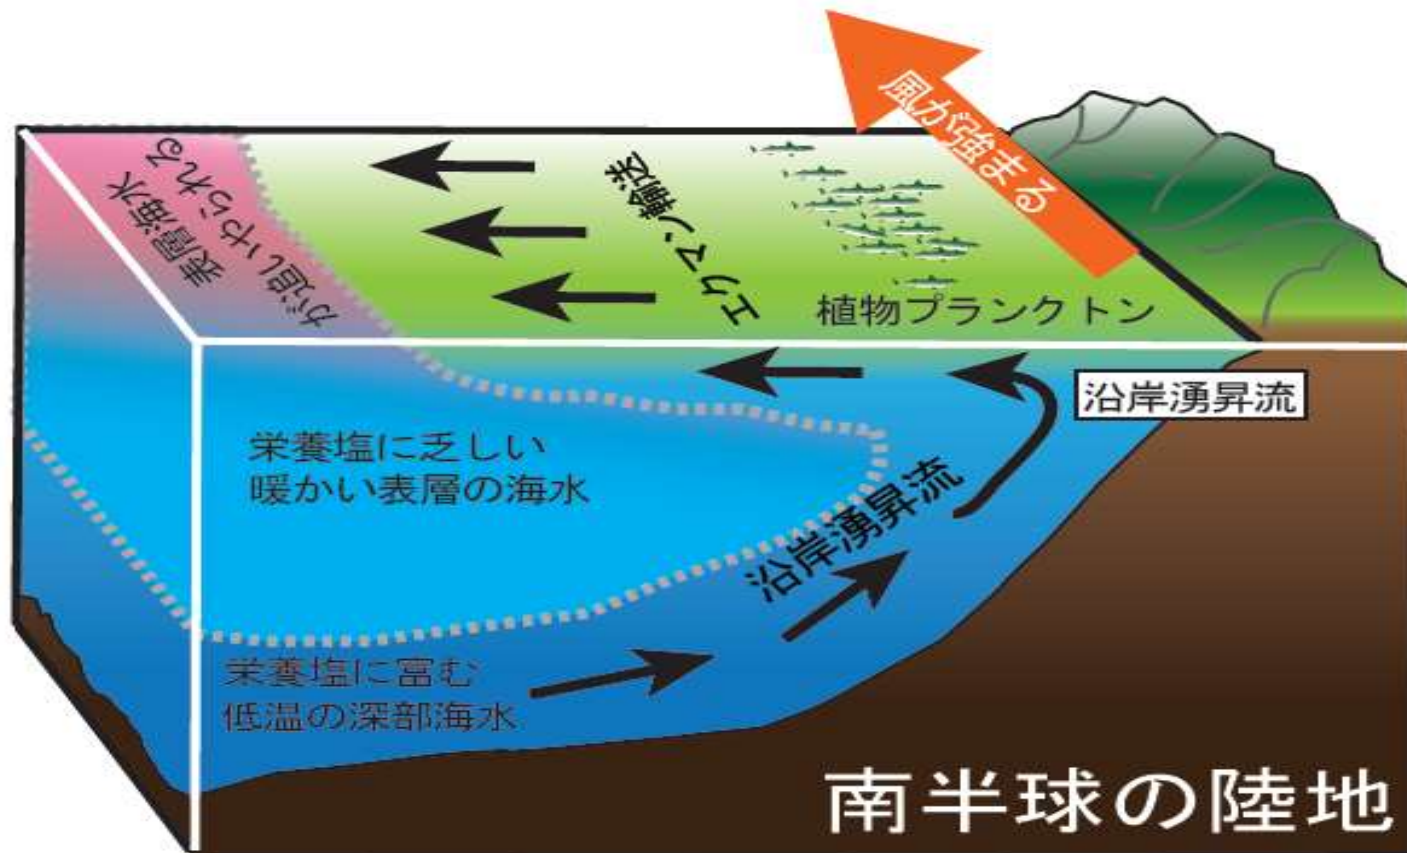 風が強まる
表層海水
が追いやられる
エクマン輸送
植物プランクトン
沿岸湧昇流
栄養塩に乏しい
暖かい表層の海水
沿岸湧昇流
栄養塩に富む
低温の深部海水
南半球の陸地